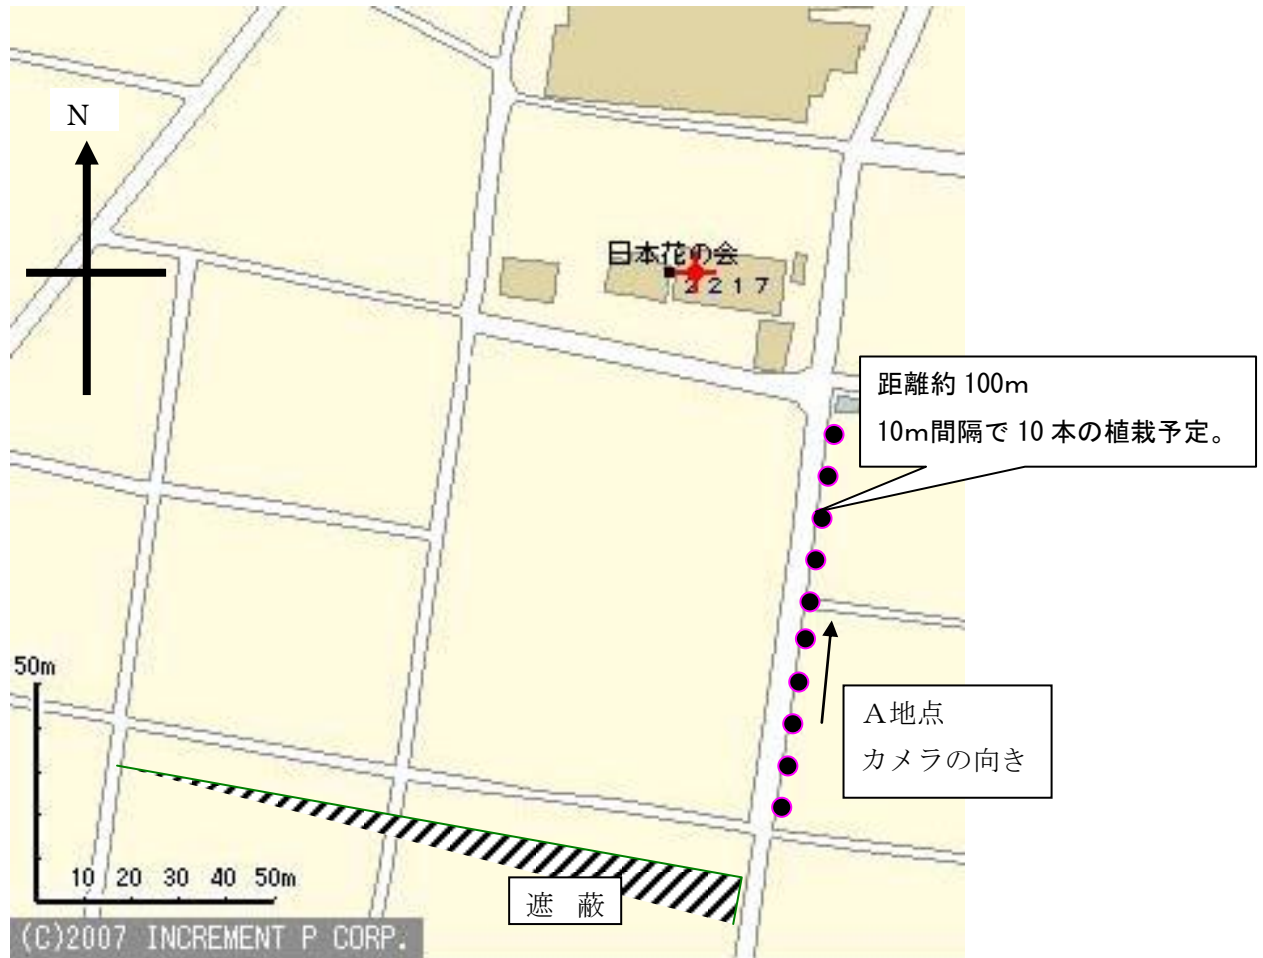 N
日本花の会
2217
距離約 100m
10m間隔で 10 本の植栽予定。
A地点
カメラの向き
50m
10 20 30 40 50m
遮 蔽
(C)2007 INCREMENT P CORP.